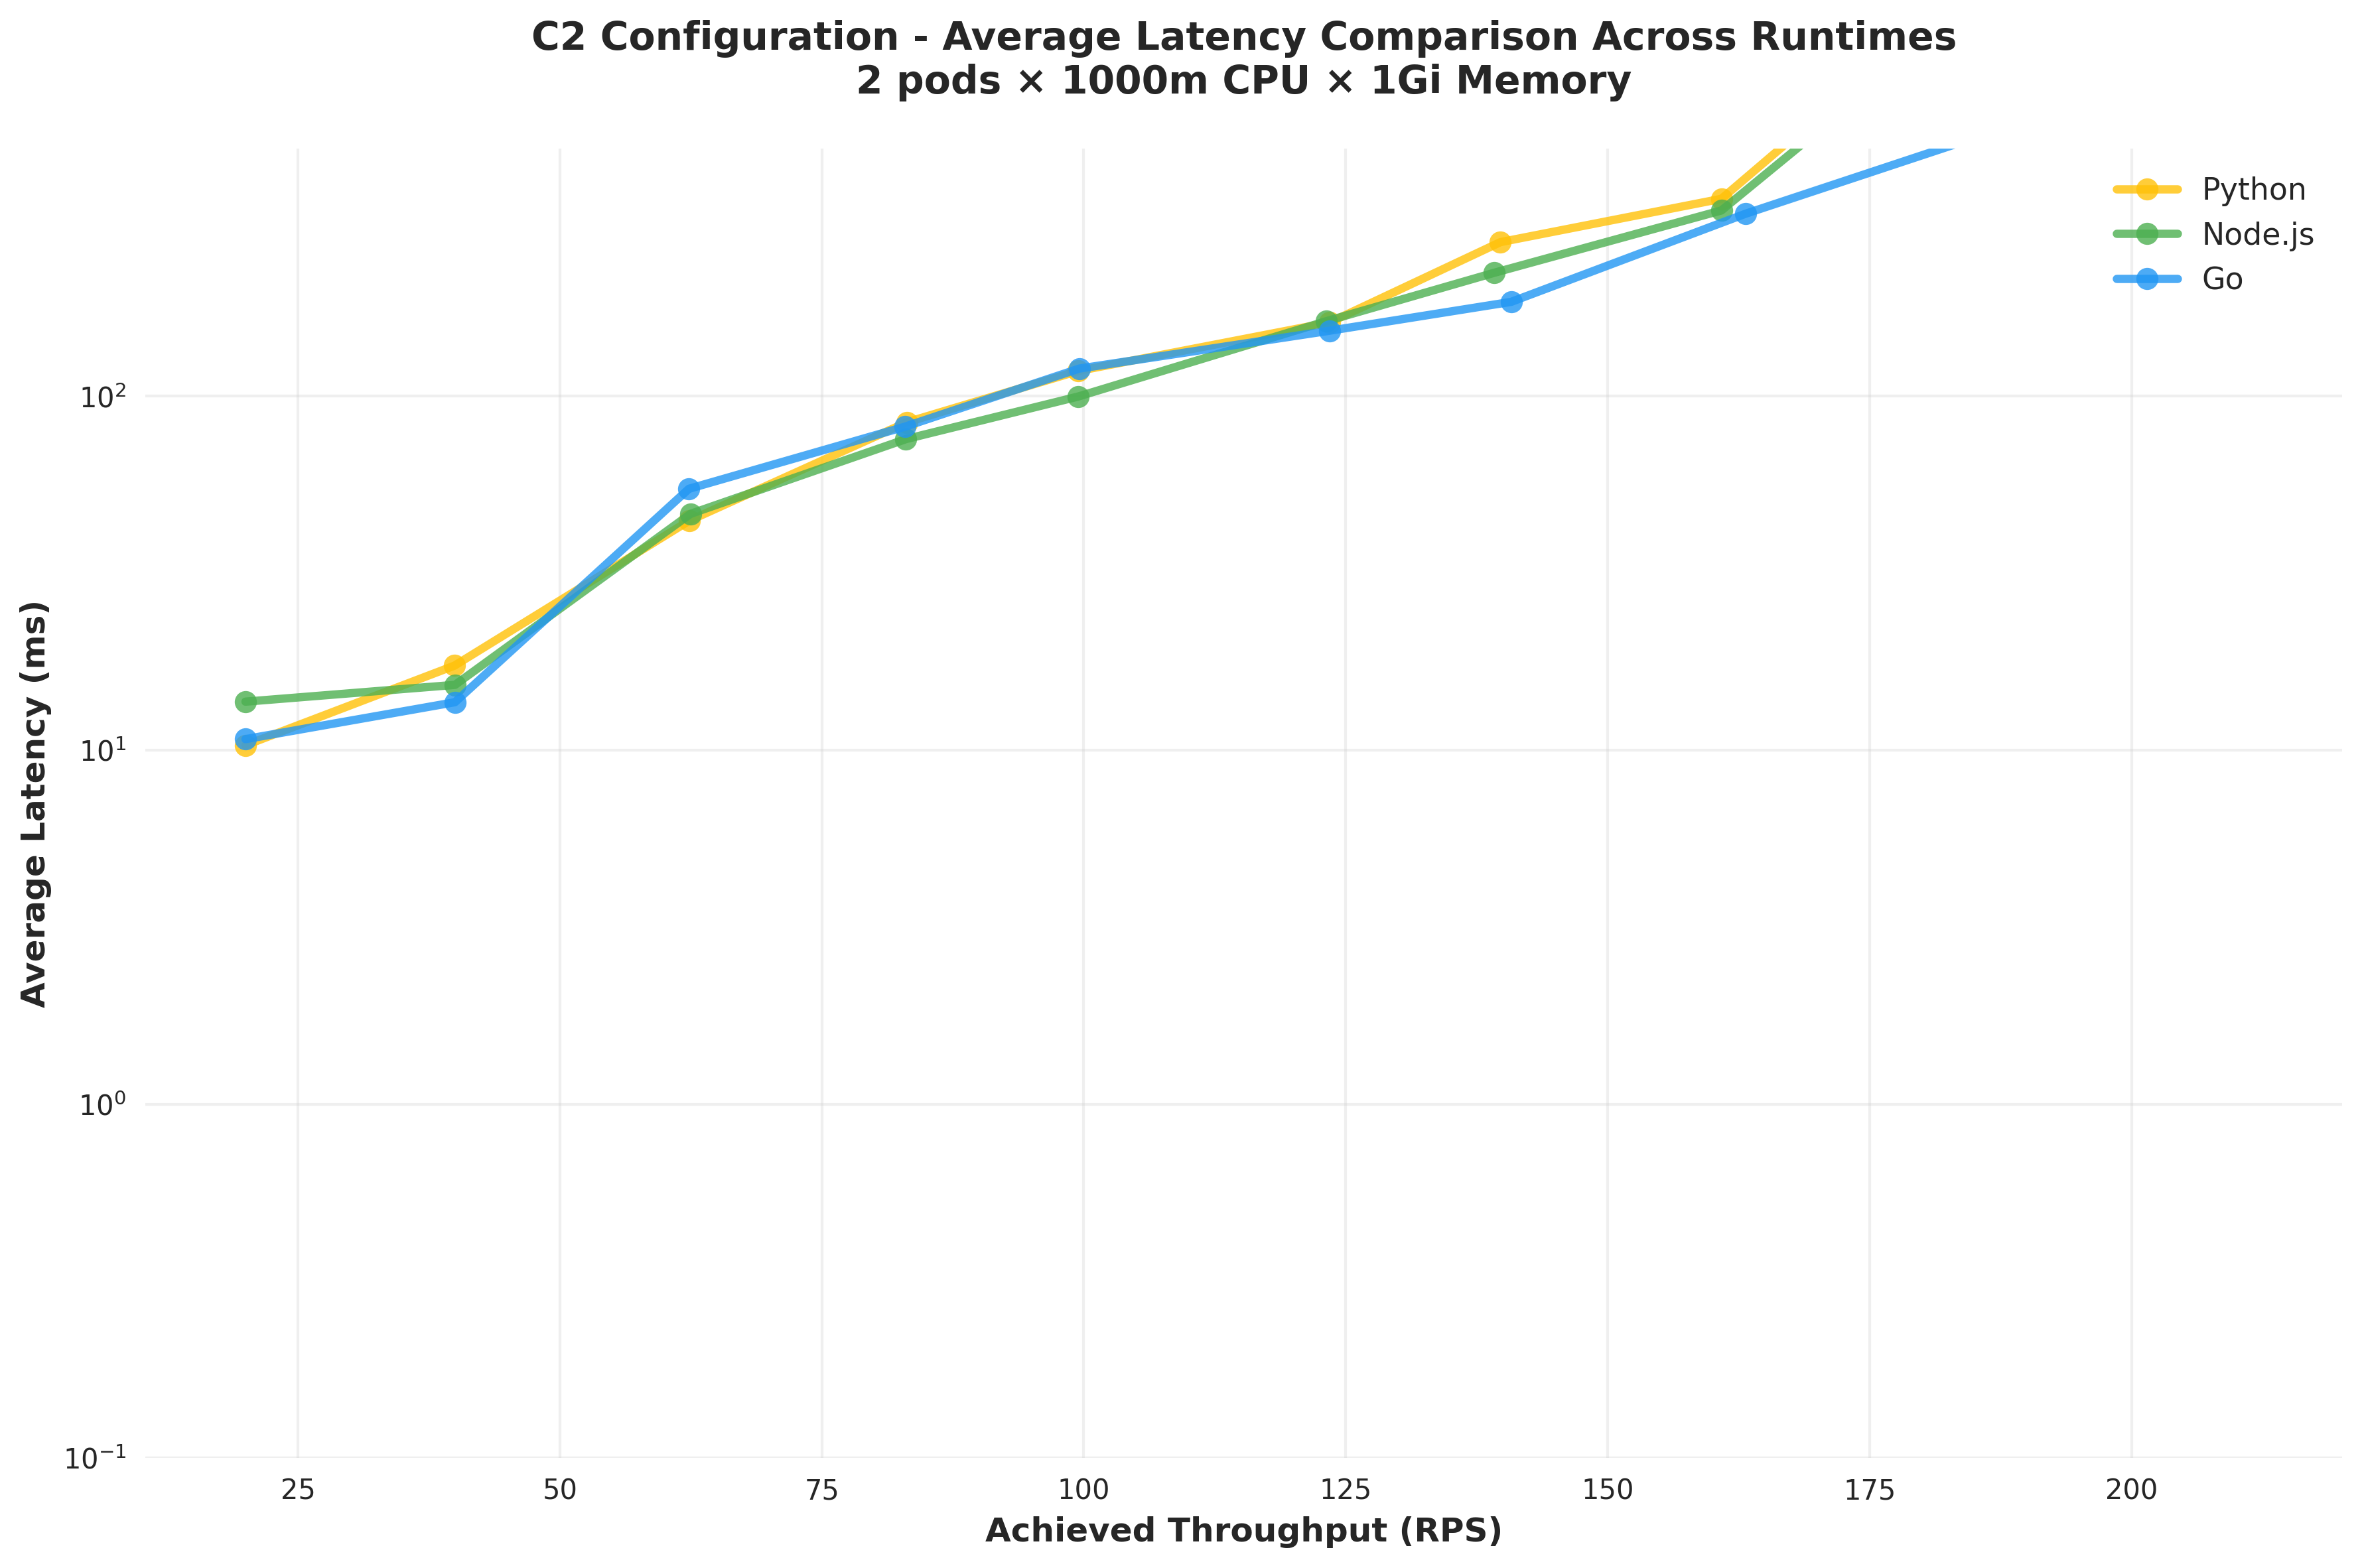 C2 Configuration - Average Latency Comparison Across Runtimes
2 pods × 1000m CPU × 1Gi Memory
Python
Node.js
Go
Average Latency (ms)
10²
10¹
10⁰
10⁻¹
25 50 75 100 125 150 175 200
Achieved Throughput (RPS)